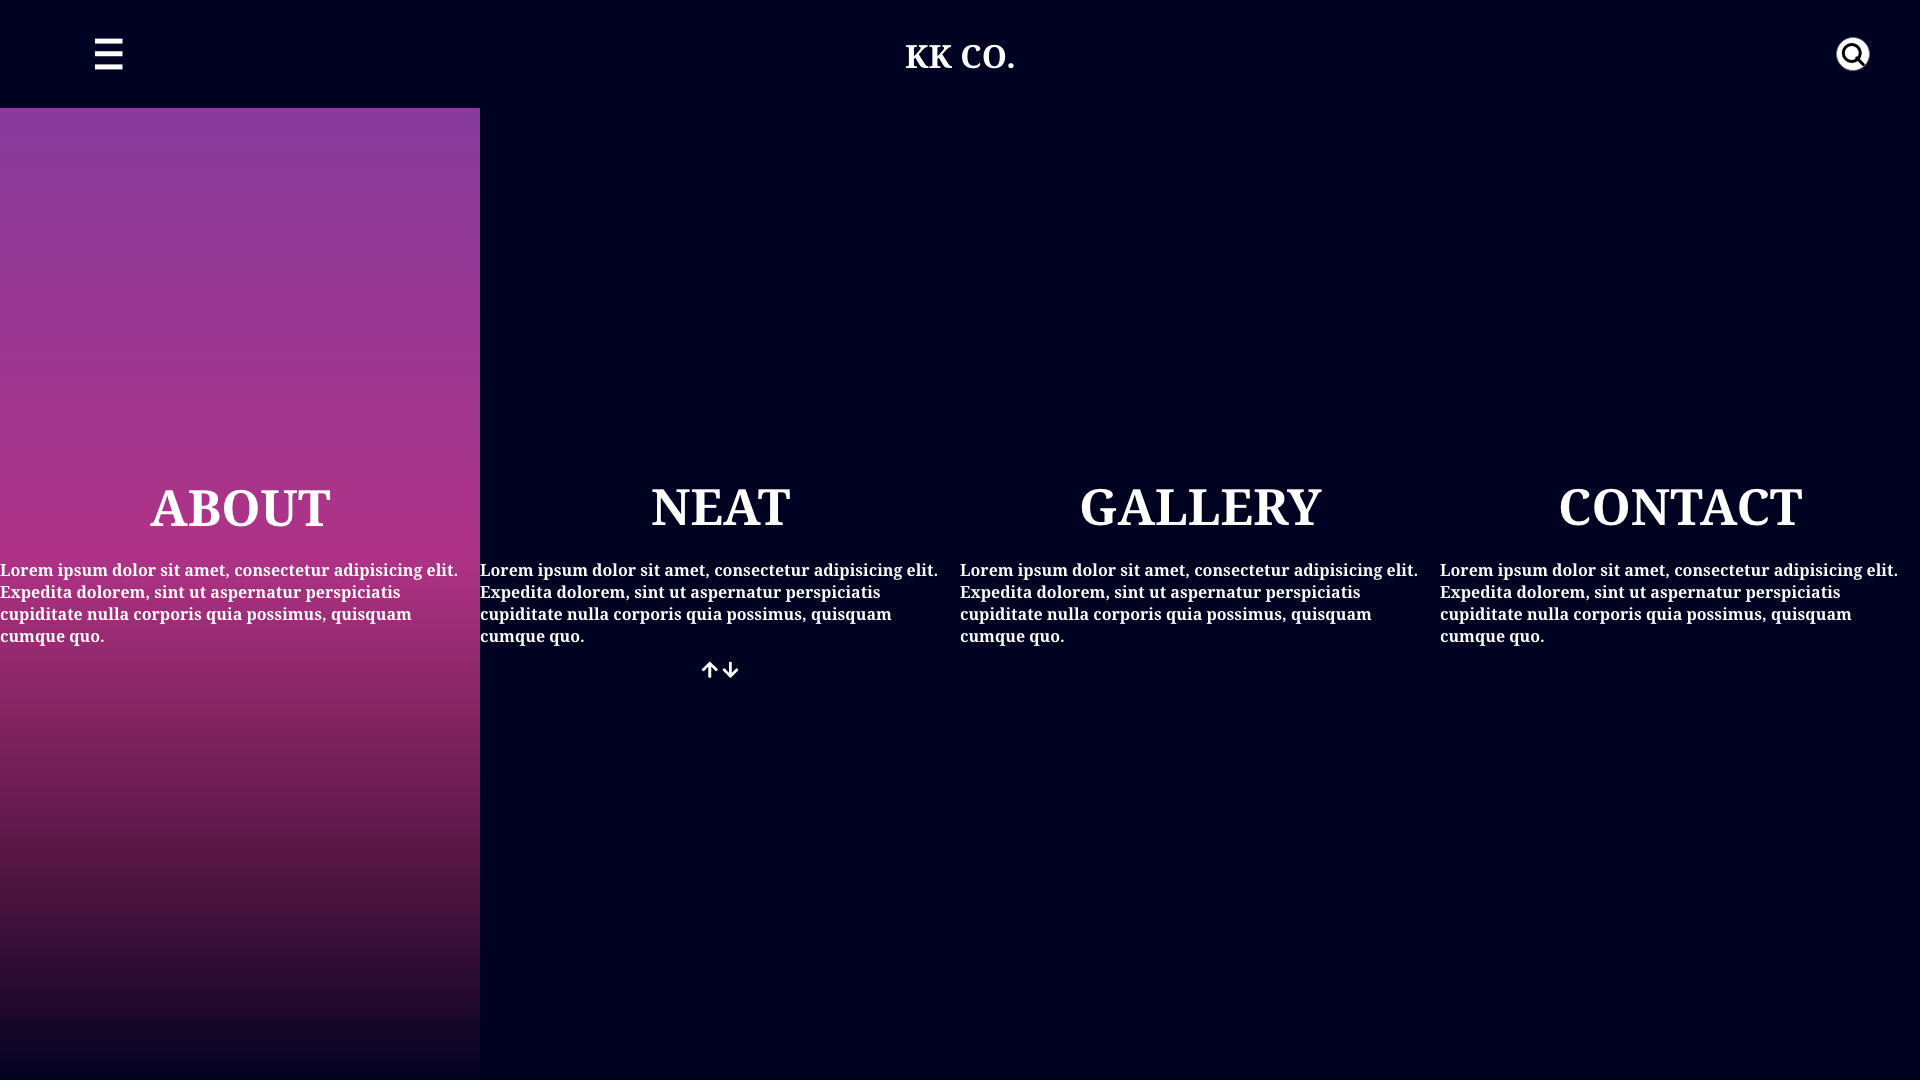 KK CO.
ABOUT
Lorem ipsum dolor sit amet, consectetur adipisicing elit.
Expedita dolorem, sint ut aspernatur perspiciatis
cupiditate nulla corporis quia possimus, quisquam
cumque quo.
NEAT
Lorem ipsum dolor sit amet, consectetur adipisicing elit.
Expedita dolorem, sint ut aspernatur perspiciatis
cupiditate nulla corporis quia possimus, quisquam
cumque quo.
GALLERY
Lorem ipsum dolor sit amet, consectetur adipisicing elit.
Expedita dolorem, sint ut aspernatur perspiciatis
cupiditate nulla corporis quia possimus, quisquam
cumque quo.
CONTACT
Lorem ipsum dolor sit amet, consectetur adipisicing elit.
Expedita dolorem, sint ut aspernatur perspiciatis
cupiditate nulla corporis quia possimus, quisquam
cumque quo.